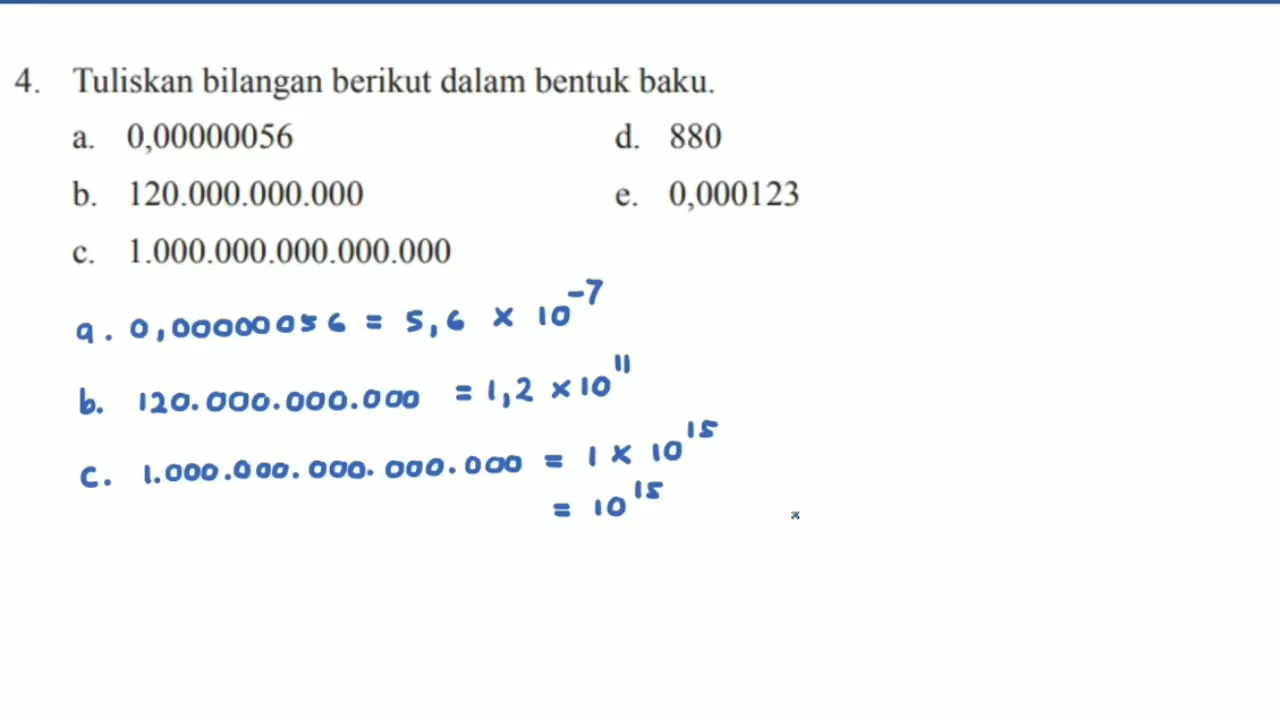 4. Tuliskan bilangan berikut dalam bentuk baku.
a. 0,00000056
d. 880
b. 120.000.000.000
e. 0,000123
c. 1.000.000.000.000.000
a. 0,00000056 = 5,6 × 10⁻⁷
b. 120.000.000.000 = 1,2 × 10¹¹
c. 1.000.000.000.000.000 = 1 × 10¹⁵
= 10¹⁵